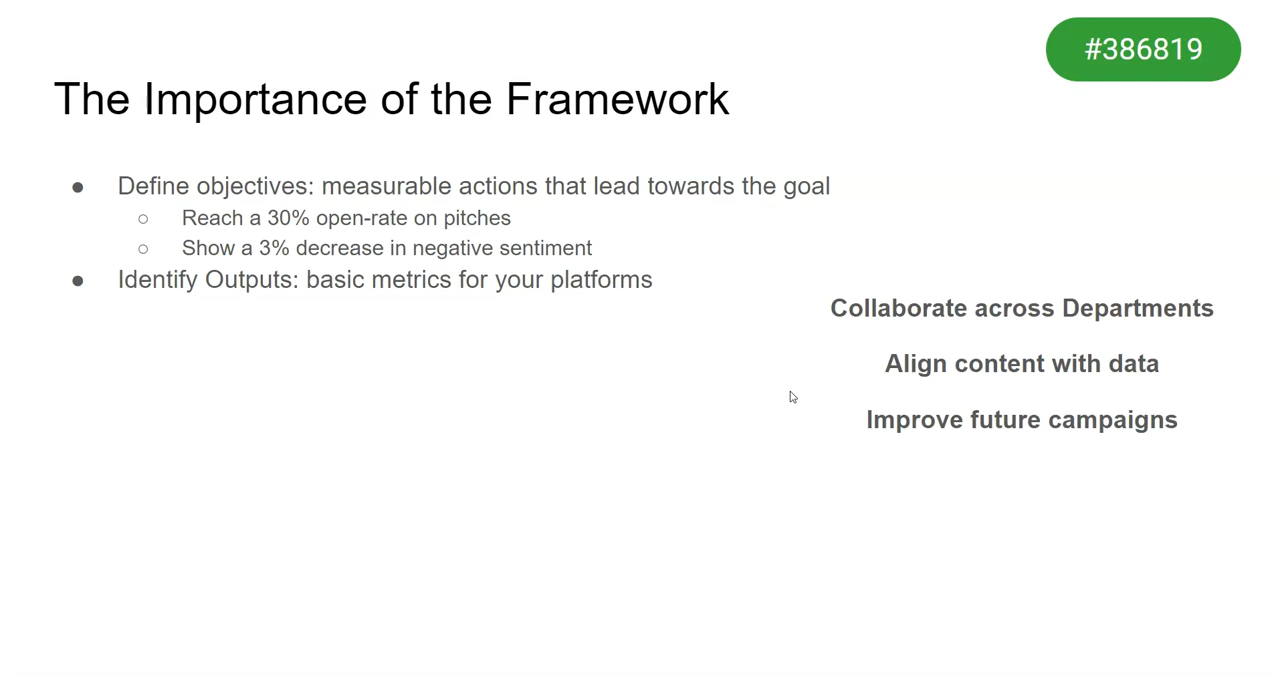 #386819
The Importance of the Framework
● Define objectives: measurable actions that lead towards the goal
○ Reach a 30% open-rate on pitches
○ Show a 3% decrease in negative sentiment
● Identify Outputs: basic metrics for your platforms
Collaborate across Departments
Align content with data
Improve future campaigns